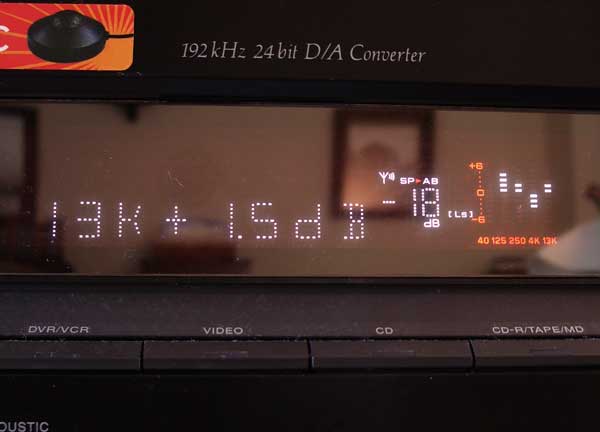 C
192 kHz 24 bit D/A Converter
+6
SP►AB
13K + 1.5dB
-18
dB
[Ls]
-6
40 125 250 4K 13K
DVR/VCR
VIDEO
CD
CD-R/TAPE/MD
OUSTIC